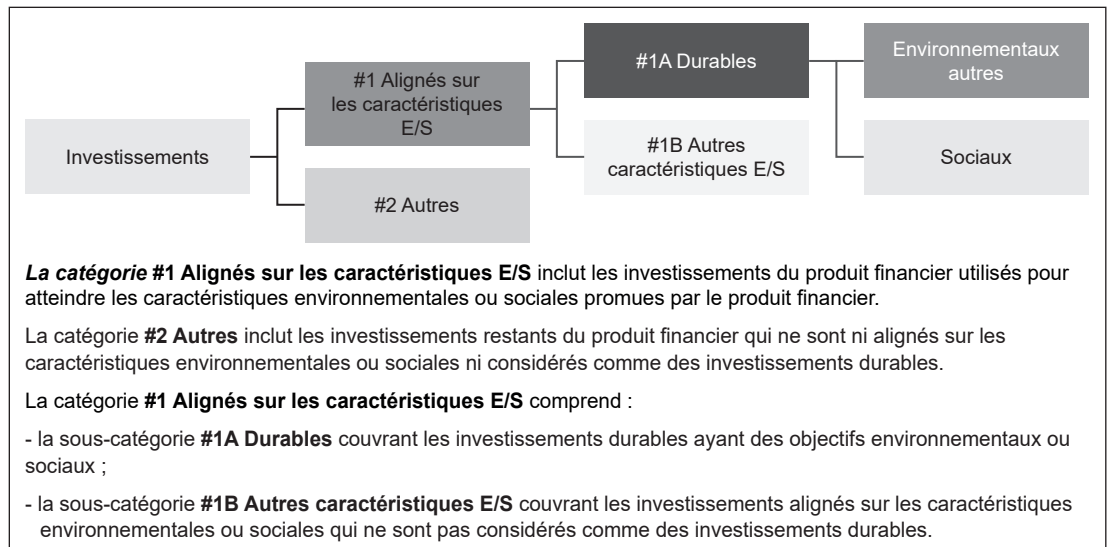 #1A Durables
Environnementaux
autres
#1 Alignés sur
les caractéristiques
E/S
Investissements
#1B Autres
caractéristiques E/S
Sociaux
#2 Autres
La catégorie #1 Alignés sur les caractéristiques E/S inclut les investissements du produit financier utilisés pour
atteindre les caractéristiques environnementales ou sociales promues par le produit financier.
La catégorie #2 Autres inclut les investissements restants du produit financier qui ne sont ni alignés sur les
caractéristiques environnementales ou sociales ni considérés comme des investissements durables.
La catégorie #1 Alignés sur les caractéristiques E/S comprend :
- la sous-catégorie #1A Durables couvrant les investissements durables ayant des objectifs environnementaux ou
sociaux ;
- la sous-catégorie #1B Autres caractéristiques E/S couvrant les investissements alignés sur les caractéristiques
environnementales ou sociales qui ne sont pas considérés comme des investissements durables.